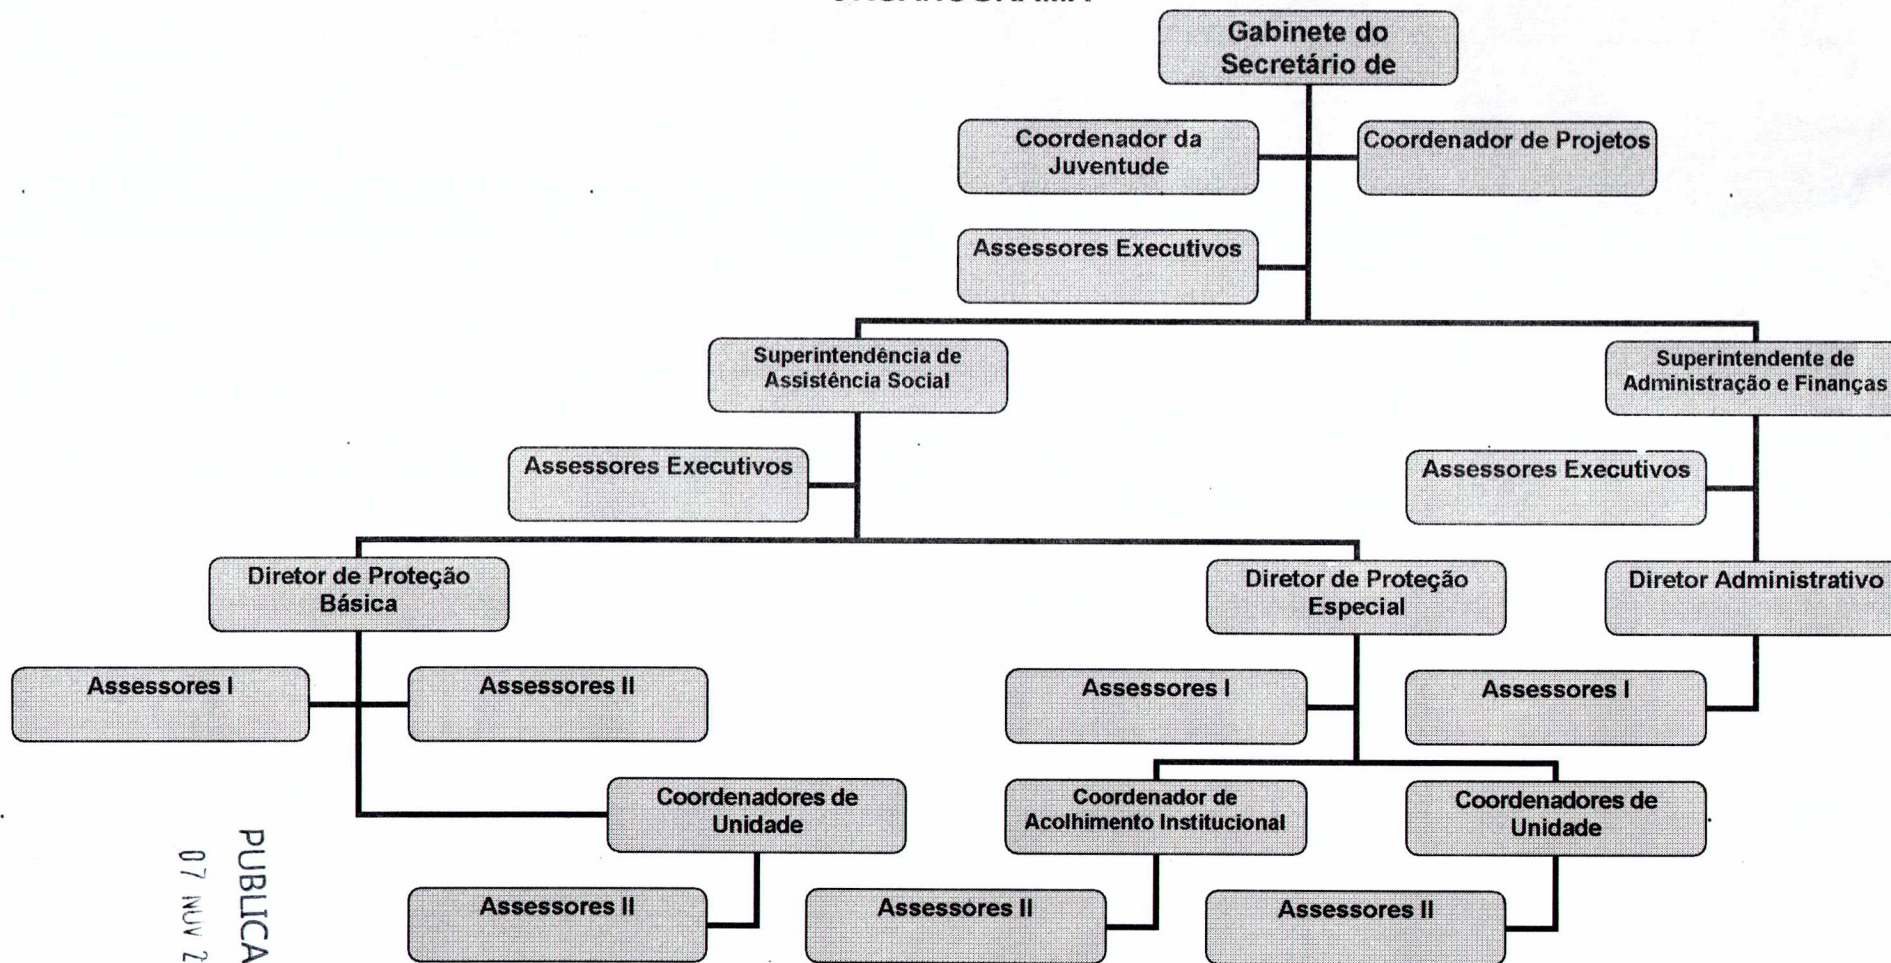 Gabinete do
Secretário de
Coordenador da
Juventude
Coordenador de Projetos
Assessores Executivos
Superintendência de
Assistência Social
Superintendente de
Administração e Finanças
Assessores Executivos
Assessores Executivos
Diretor de Proteção
Básica
Diretor de Proteção
Especial
Diretor Administrativo
Assessores I
Assessores II
Assessores I
Assessores I
Coordenadores de
Unidade
Coordenador de
Acolhimento Institucional
Coordenadores de
Unidade
Assessores II
Assessores II
Assessores II
PUBLICA
07 NOV 2